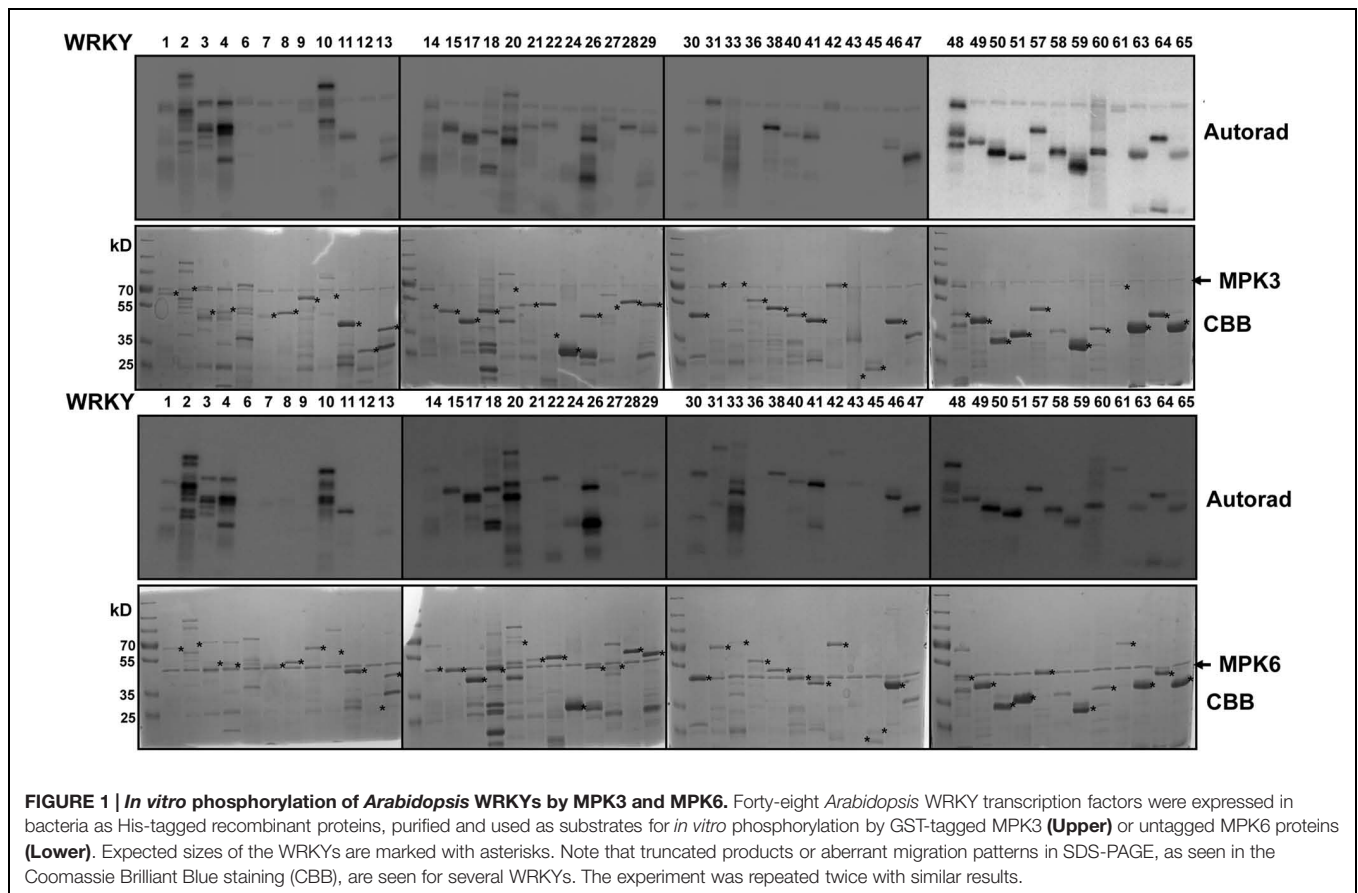 WRKY 1 2 3 4 6 7 8 9 10 11 12 13 14 15 17 18 20 21 22 24 26 27 28 29 30 31 33 36 38 40 41 42 43 45 46 47 48 49 50 51 57 58 59 60 61 63 64 65
Autorad
kD
70
55
35
25
MPK3
CBB
WRKY 1 2 3 4 6 7 8 9 10 11 12 13 14 15 17 18 20 21 22 24 26 27 28 29 30 31 33 36 38 40 41 42 43 45 46 47 48 49 50 51 57 58 59 60 61 63 64 65
Autorad
kD
70
55
35
25
MPK6
CBB
FIGURE 1 | In vitro phosphorylation of Arabidopsis WRKYs by MPK3 and MPK6. Forty-eight Arabidopsis WRKY transcription factors were expressed in
bacteria as His-tagged recombinant proteins, purified and used as substrates for in vitro phosphorylation by GST-tagged MPK3 (Upper) or untagged MPK6 proteins
(Lower). Expected sizes of the WRKYs are marked with asterisks. Note that truncated products or aberrant migration patterns in SDS-PAGE, as seen in the
Coomassie Brilliant Blue staining (CBB), are seen for several WRKYs. The experiment was repeated twice with similar results.